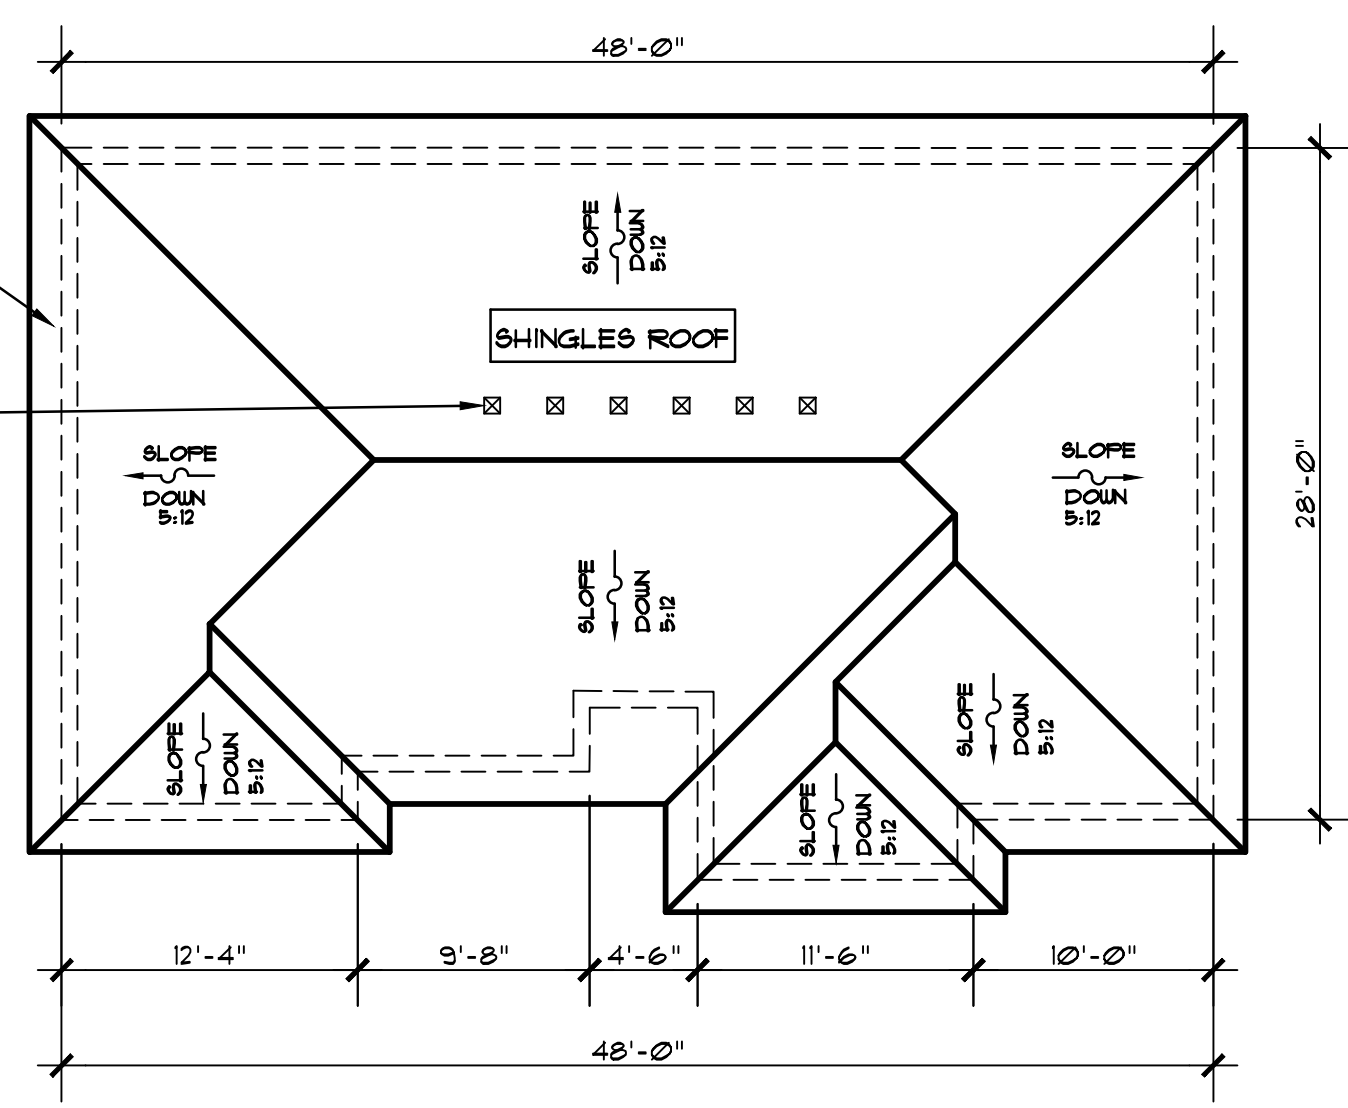 48'-Ø"
SLOPE
DOWN
5:12
SHINGLES ROOF
SLOPE
DOWN
5:12
SLOPE
DOWN
5:12
28'-Ø"
SLOPE
DOWN
5:12
SLOPE
DOWN
5:12
SLOPE
DOWN
5:12
SLOPE
DOWN
5:12
12'-4"
9'-8"
4'-6"
11'-6"
1Ø'-Ø"
48'-Ø"